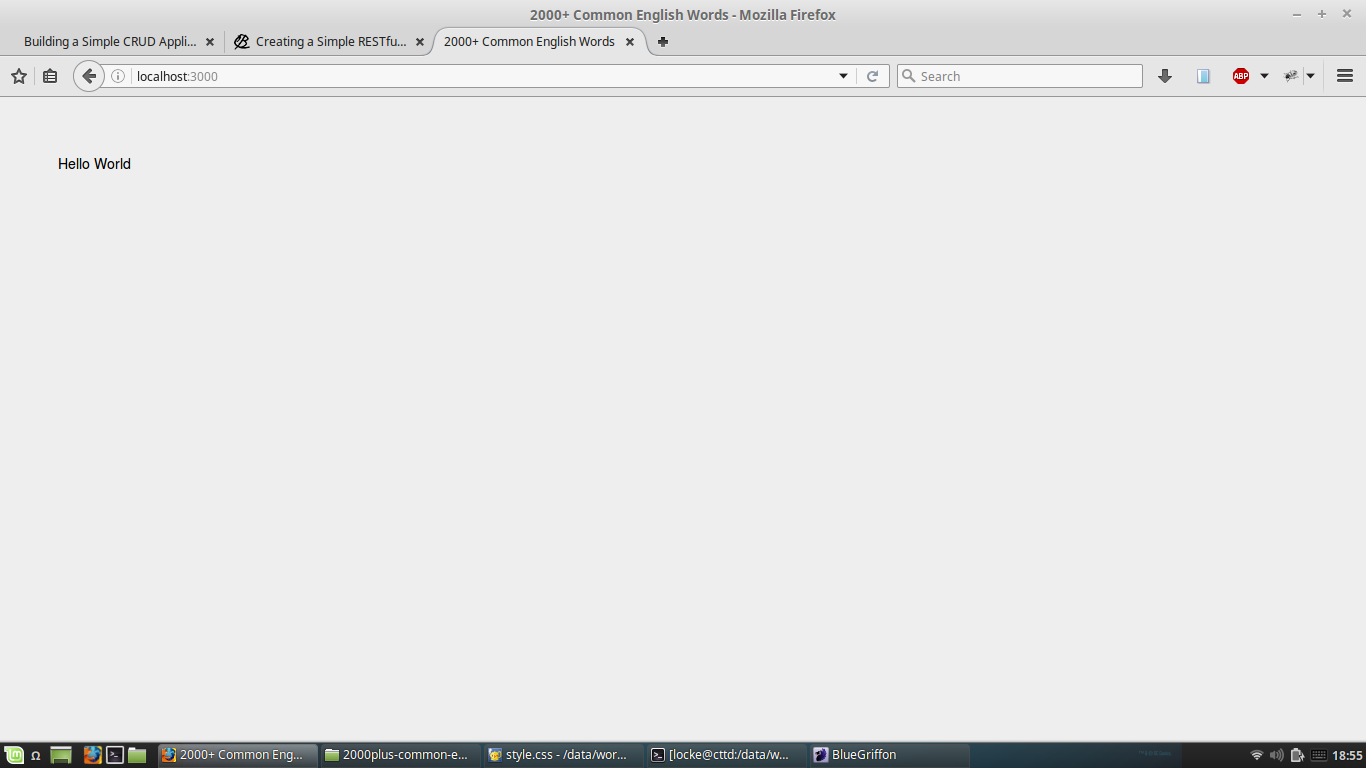 2000+ Common English Words - Mozilla Firefox
Building a Simple CRUD Appli...
Creating a Simple RESTfu...
2000+ Common English Words
localhost:3000
Search
ABP
Hello World
Ω
2000+ Common Eng...
2000plus-common-e...
style.css - /data/wor...
[locke@cttd:/data/w...
BlueGriffon
18:55